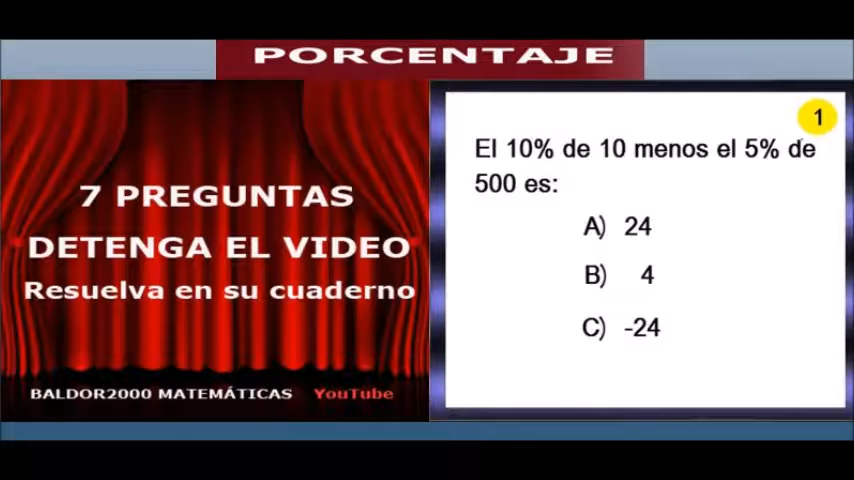 PORCENTAJE
7 PREGUNTAS
DETENGA EL VIDEO
Resuelva en su cuaderno
BALDOR2000 MATEMÁTICAS YouTube
1
El 10% de 10 menos el 5% de
500 es:
A) 24
B) 4
C) -24